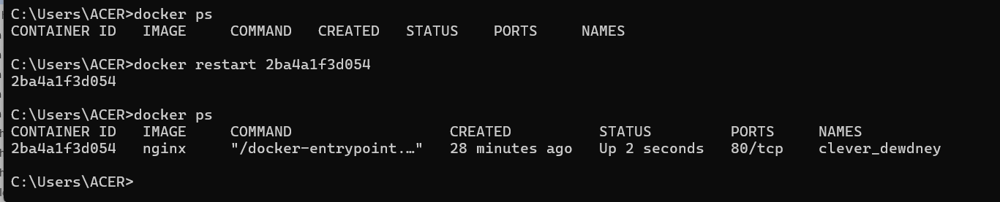 C:\Users\ACER>docker ps
CONTAINER ID   IMAGE     COMMAND   CREATED   STATUS    PORTS     NAMES
C:\Users\ACER>docker restart 2ba4a1f3d054
2ba4a1f3d054
C:\Users\ACER>docker ps
CONTAINER ID   IMAGE     COMMAND                  CREATED          STATUS         PORTS     NAMES
2ba4a1f3d054   nginx     "/docker-entrypoint.…"   28 minutes ago   Up 2 seconds   80/tcp    clever_dewdney
C:\Users\ACER>